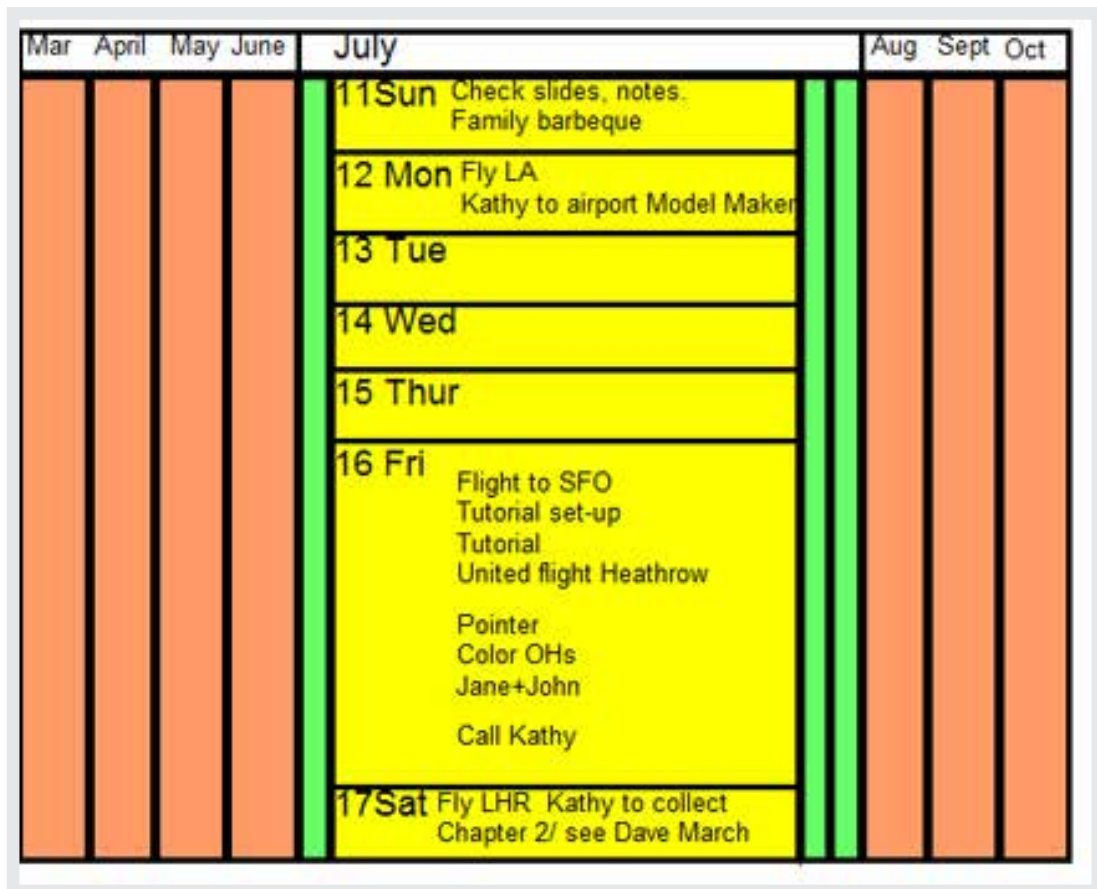 Mar April May June July Aug Sept Oct
11Sun Check slides, notes.
Family barbeque
12 Mon Fly LA
Kathy to airport Model Maker
13 Tue
14 Wed
15 Thur
16 Fri
Flight to SFO
Tutorial set-up
Tutorial
United flight Heathrow
Pointer
Color OHs
Jane+John
Call Kathy
17Sat Fly LHR Kathy to collect
Chapter 2/ see Dave March